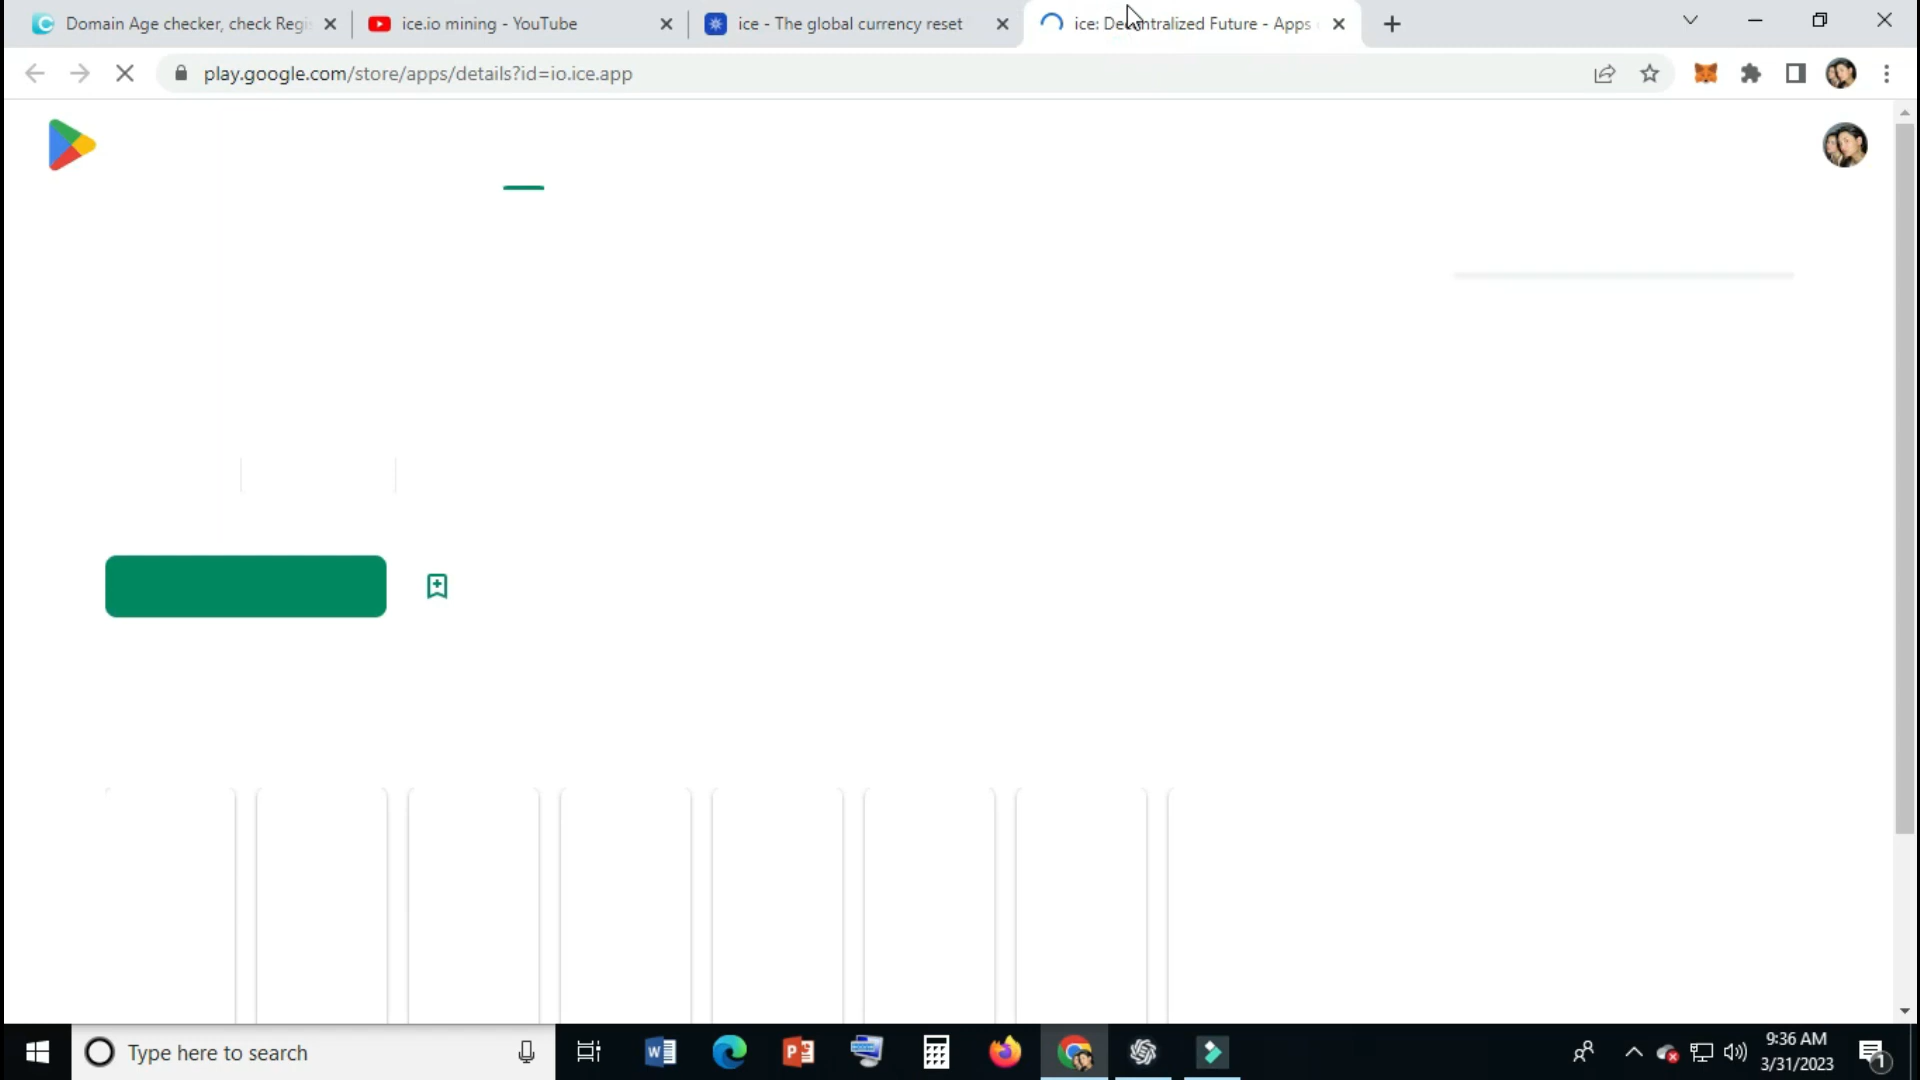 Domain Age checker, check Regi
ice.io mining - YouTube
ice - The global currency reset
ice: Decentralized Future - Apps
play.google.com/store/apps/details?id=io.ice.app
Type here to search
9:36 AM
3/31/2023
1